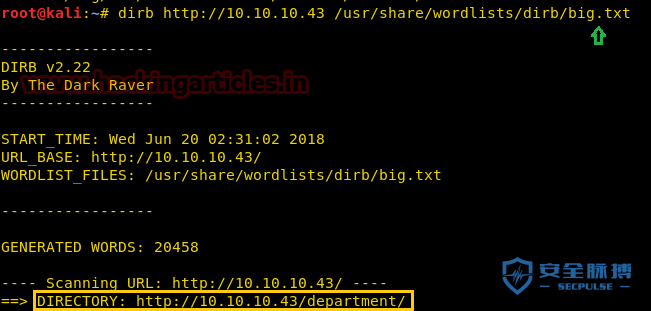 root@kali:~# dirb http://10.10.10.43 /usr/share/wordlists/dirb/big.txt
-----------------
DIRB v2.22
By The Dark Raver
-----------------
www.hackingarticles.in
START_TIME: Wed Jun 20 02:31:02 2018
URL_BASE: http://10.10.10.43/
WORDLIST_FILES: /usr/share/wordlists/dirb/big.txt
-----------------
GENERATED WORDS: 20458
---- Scanning URL: http://10.10.10.43/ ----
==> DIRECTORY: http://10.10.10.43/department/
安全脉搏
SECPULSE